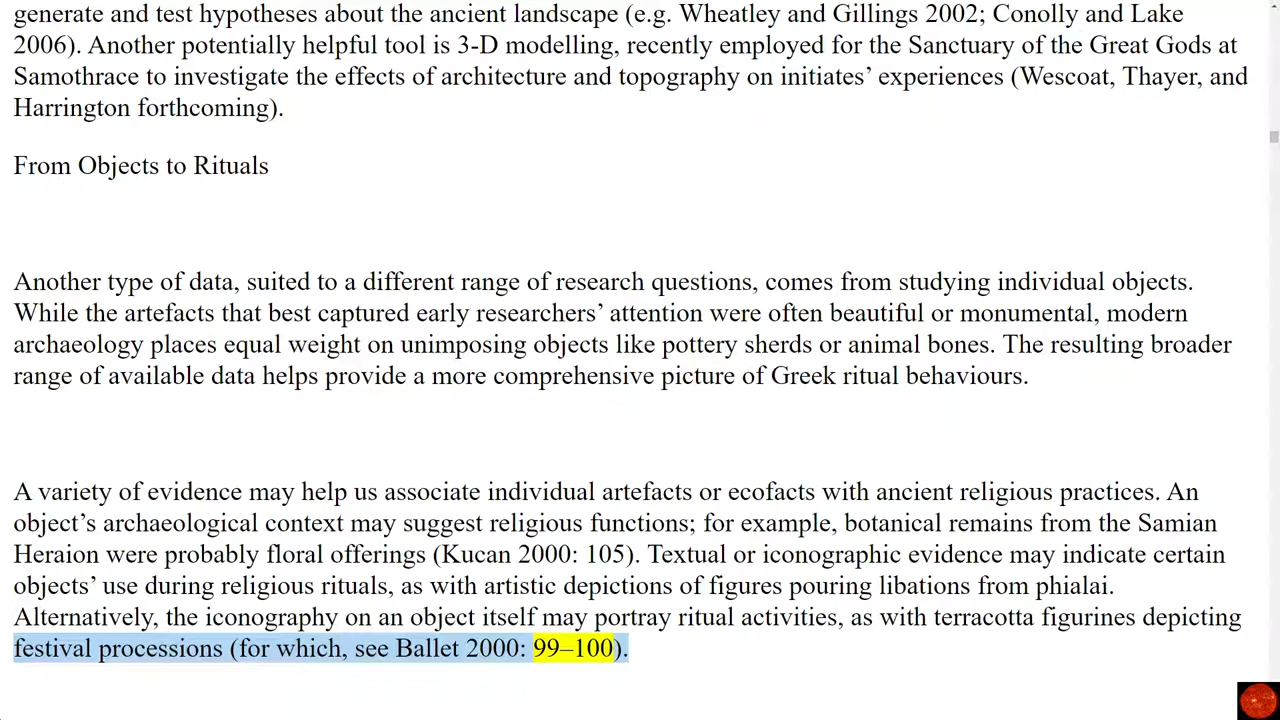 generate and test hypotheses about the ancient landscape (e.g. Wheatley and Gillings 2002; Conolly and Lake
2006). Another potentially helpful tool is 3-D modelling, recently employed for the Sanctuary of the Great Gods at
Samothrace to investigate the effects of architecture and topography on initiates’ experiences (Wescoat, Thayer, and
Harrington forthcoming).
From Objects to Rituals
Another type of data, suited to a different range of research questions, comes from studying individual objects.
While the artefacts that best captured early researchers’ attention were often beautiful or monumental, modern
archaeology places equal weight on unimposing objects like pottery sherds or animal bones. The resulting broader
range of available data helps provide a more comprehensive picture of Greek ritual behaviours.
A variety of evidence may help us associate individual artefacts or ecofacts with ancient religious practices. An
object’s archaeological context may suggest religious functions; for example, botanical remains from the Samian
Heraion were probably floral offerings (Kucan 2000: 105). Textual or iconographic evidence may indicate certain
objects’ use during religious rituals, as with artistic depictions of figures pouring libations from phialai.
Alternatively, the iconography on an object itself may portray ritual activities, as with terracotta figurines depicting
festival processions (for which, see Ballet 2000: 99–100).